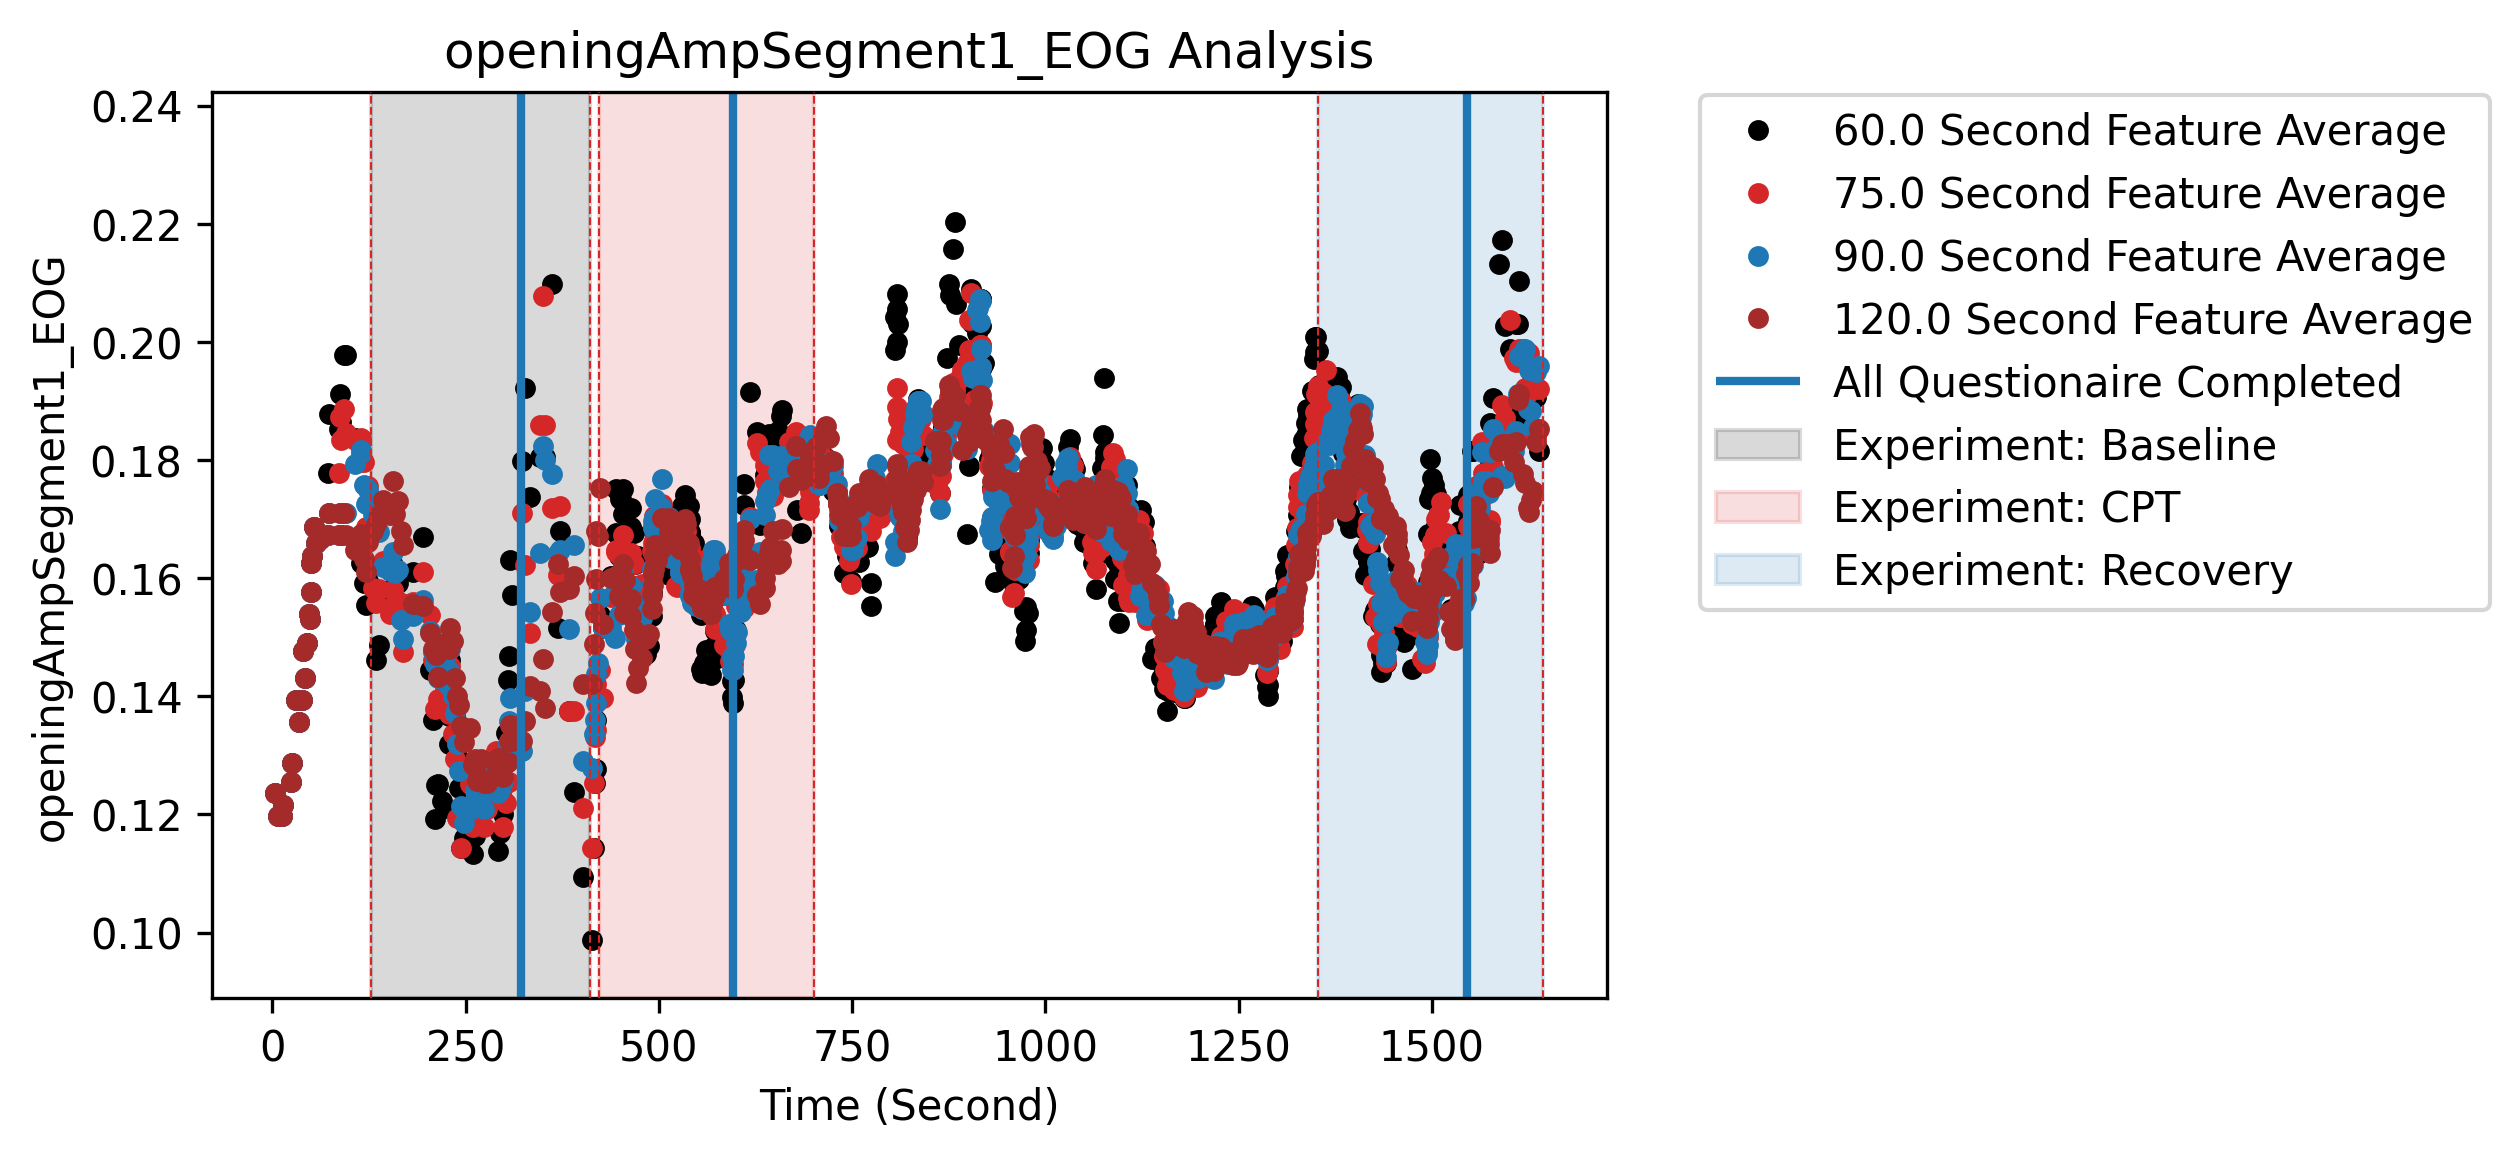 openingAmpSegment1_EOG Analysis
openingAmpSegment1_EOG
0.24
0.22
0.20
0.18
0.16
0.14
0.12
0.10
0
250
500
750
1000
1250
1500
Time (Second)
60.0 Second Feature Average
75.0 Second Feature Average
90.0 Second Feature Average
120.0 Second Feature Average
All Questionaire Completed
Experiment: Baseline
Experiment: CPT
Experiment: Recovery